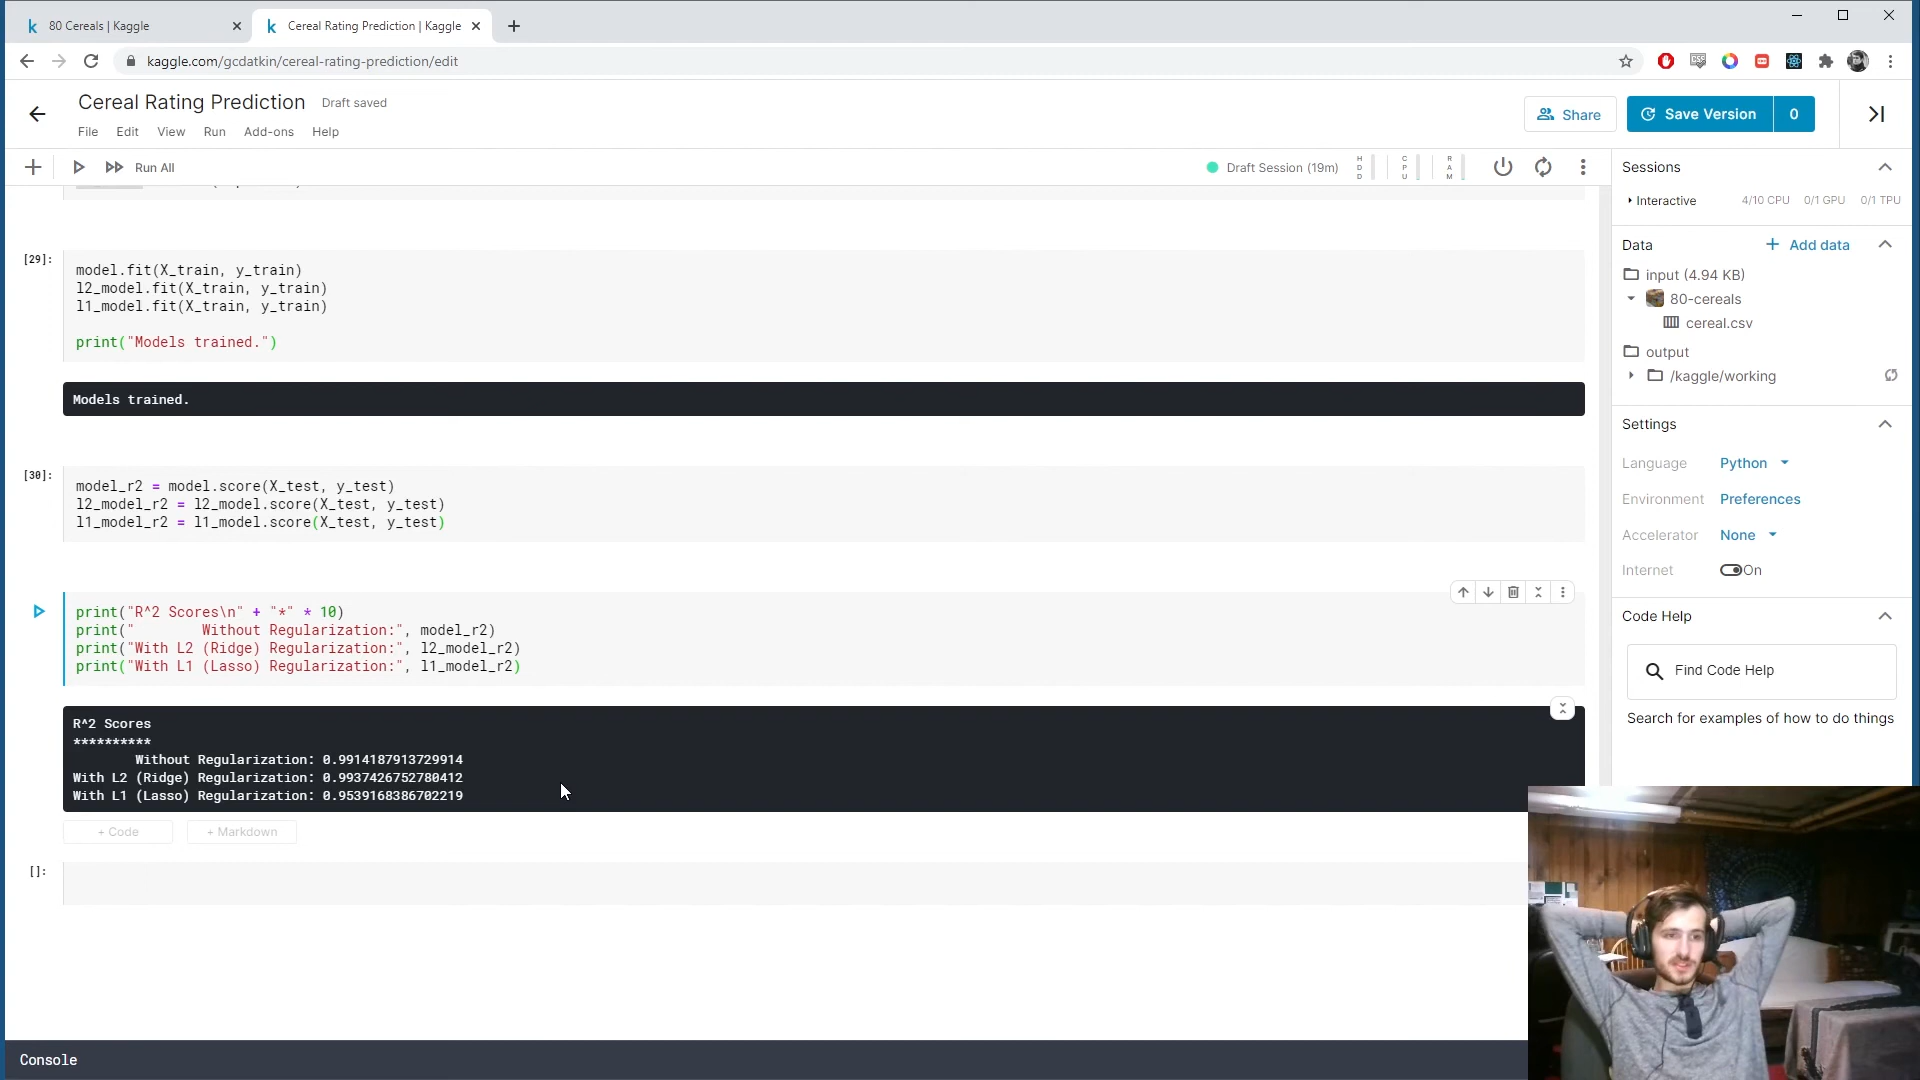 80 Cereals | Kaggle
Cereal Rating Prediction | Kaggle
kaggle.com/gcdatkin/cereal-rating-prediction/edit
Cereal Rating Prediction
Draft saved
File Edit View Run Add-ons Help
Share
Save Version 0
Run All
Draft Session (19m)
HDD
CPU
RAM
[29]:
model.fit(X_train, y_train)
l2_model.fit(X_train, y_train)
l1_model.fit(X_train, y_train)
print("Models trained.")
Models trained.
[30]:
model_r2 = model.score(X_test, y_test)
l2_model_r2 = l2_model.score(X_test, y_test)
l1_model_r2 = l1_model.score(X_test, y_test)
print("R^2 Scores\n" + "*" * 10)
print("        Without Regularization:", model_r2)
print("With L2 (Ridge) Regularization:", l2_model_r2)
print("With L1 (Lasso) Regularization:", l1_model_r2)
R^2 Scores
**********
        Without Regularization: 0.9914187913729914
With L2 (Ridge) Regularization: 0.9937426752780412
With L1 (Lasso) Regularization: 0.9539168386702219
+ Code + Markdown
[]:
Console
Sessions
Interactive 4/10 CPU 0/1 GPU 0/1 TPU
Data
+ Add data
input (4.94 KB)
80-cereals
cereal.csv
output
/kaggle/working
Settings
Language Python
Environment Preferences
Accelerator None
Internet On
Code Help
Find Code Help
Search for examples of how to do things